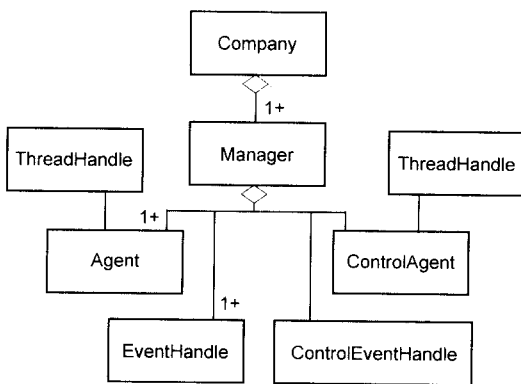 Company
1+
ThreadHandle
Manager
ThreadHandle
1+
Agent
ControlAgent
1+
EventHandle
ControlEventHandle